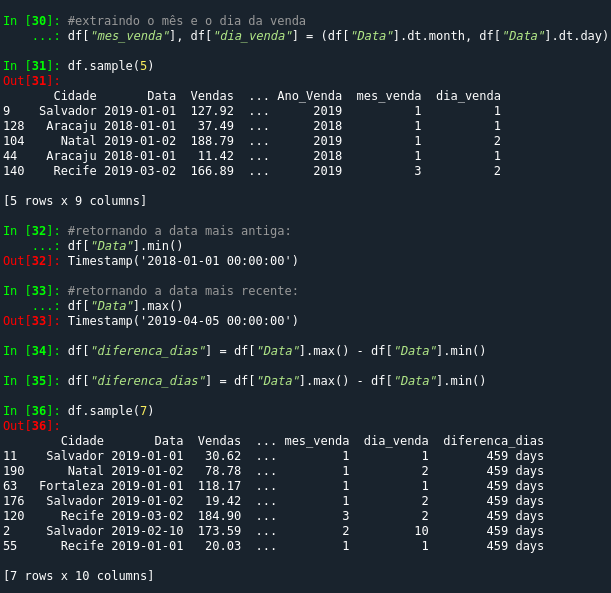 In [30]: #extraindo o mês e o dia da venda
    ...: df["mes_venda"], df["dia_venda"] = (df["Data"].dt.month, df["Data"].dt.day)
In [31]: df.sample(5)
Out[31]:
       Cidade       Data  Vendas  ... Ano_Venda  mes_venda  dia_venda
9    Salvador 2019-01-01  127.92  ...      2019          1          1
128   Aracaju 2018-01-01   37.49  ...      2018          1          1
104     Natal 2019-01-02  188.79  ...      2019          1          2
44    Aracaju 2018-01-01   11.42  ...      2018          1          1
140    Recife 2019-03-02  166.89  ...      2019          3          2
[5 rows x 9 columns]
In [32]: #retornando a data mais antiga:
    ...: df["Data"].min()
Out[32]: Timestamp('2018-01-01 00:00:00')
In [33]: #retornando a data mais recente:
    ...: df["Data"].max()
Out[33]: Timestamp('2019-04-05 00:00:00')
In [34]: df["diferenca_dias"] = df["Data"].max() - df["Data"].min()
In [35]: df["diferenca_dias"] = df["Data"].max() - df["Data"].min()
In [36]: df.sample(7)
Out[36]:
        Cidade       Data  Vendas  ... mes_venda  dia_venda  diferenca_dias
11    Salvador 2019-01-01   30.62  ...         1          1        459 days
190      Natal 2019-01-02   78.78  ...         1          2        459 days
63   Fortaleza 2019-01-01  118.17  ...         1          1        459 days
176   Salvador 2019-01-02   19.42  ...         1          2        459 days
120     Recife 2019-03-02  184.90  ...         3          2        459 days
2     Salvador 2019-02-10  173.59  ...         2         10        459 days
55      Recife 2019-01-01   20.03  ...         1          1        459 days
[7 rows x 10 columns]